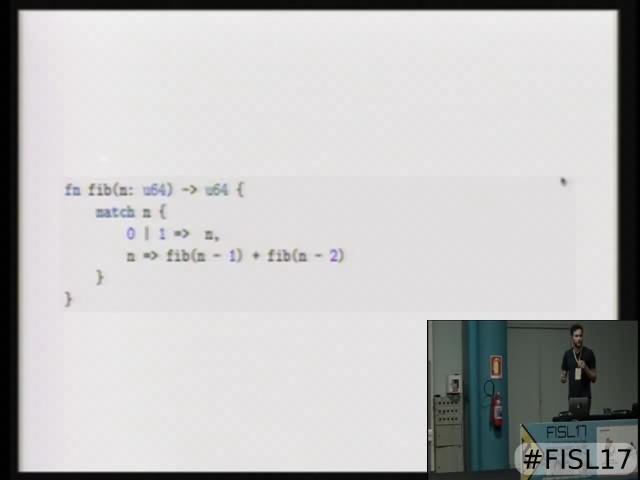 fn fib(n: u64) -> u64 {
match n {
0 | 1 => n,
n => fib(n - 1) + fib(n - 2)
}
}
FISL17
#FISL17